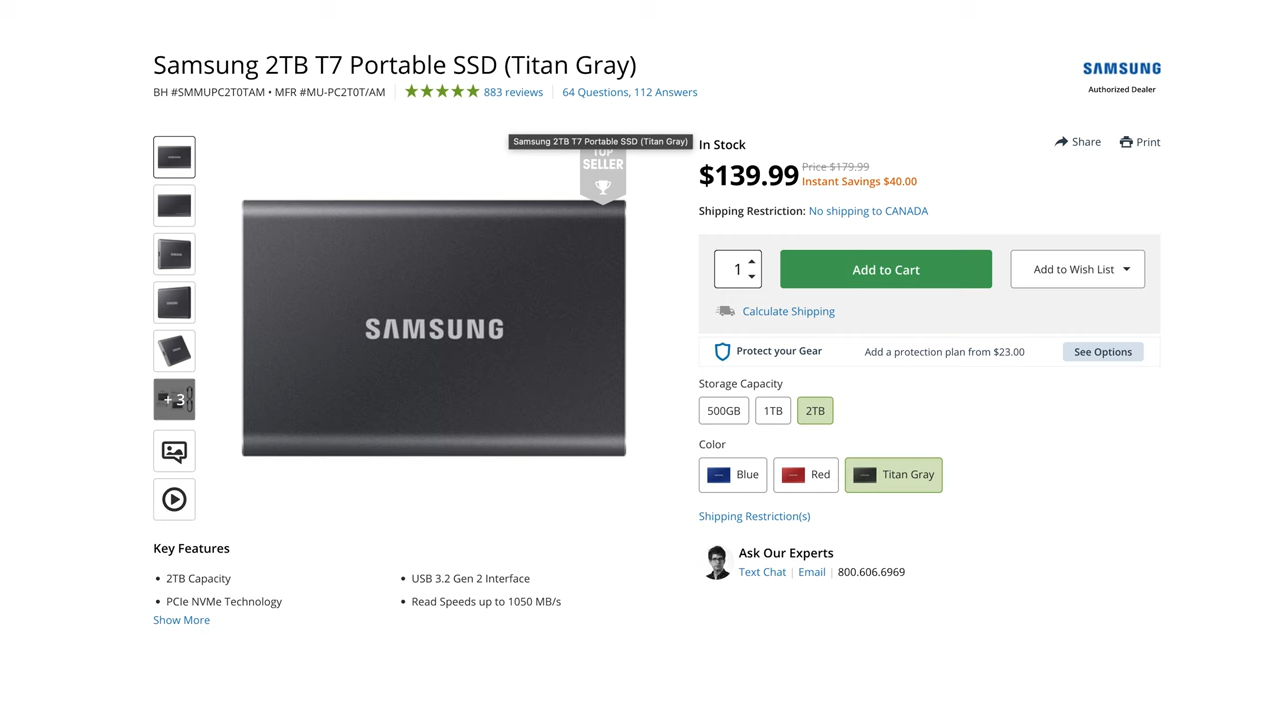 Samsung 2TB T7 Portable SSD (Titan Gray)
BH #SMMUPC2T0TAM • MFR #MU-PC2T0T/AM
883 reviews
64 Questions, 112 Answers
SAMSUNG
Authorized Dealer
Samsung 2TB T7 Portable SSD (Titan Gray)
TOP
SELLER
SAMSUNG
+ 3
In Stock
Share
Print
$139.99
Price $179.99
Instant Savings $40.00
Shipping Restriction: No shipping to CANADA
1
Add to Cart
Add to Wish List
Calculate Shipping
Protect your Gear
Add a protection plan from $23.00
See Options
Storage Capacity
500GB
1TB
2TB
Color
Blue
Red
Titan Gray
Shipping Restriction(s)
Ask Our Experts
Text Chat | Email | 800.606.6969
Key Features
• 2TB Capacity
• PCIe NVMe Technology
• USB 3.2 Gen 2 Interface
• Read Speeds up to 1050 MB/s
Show More